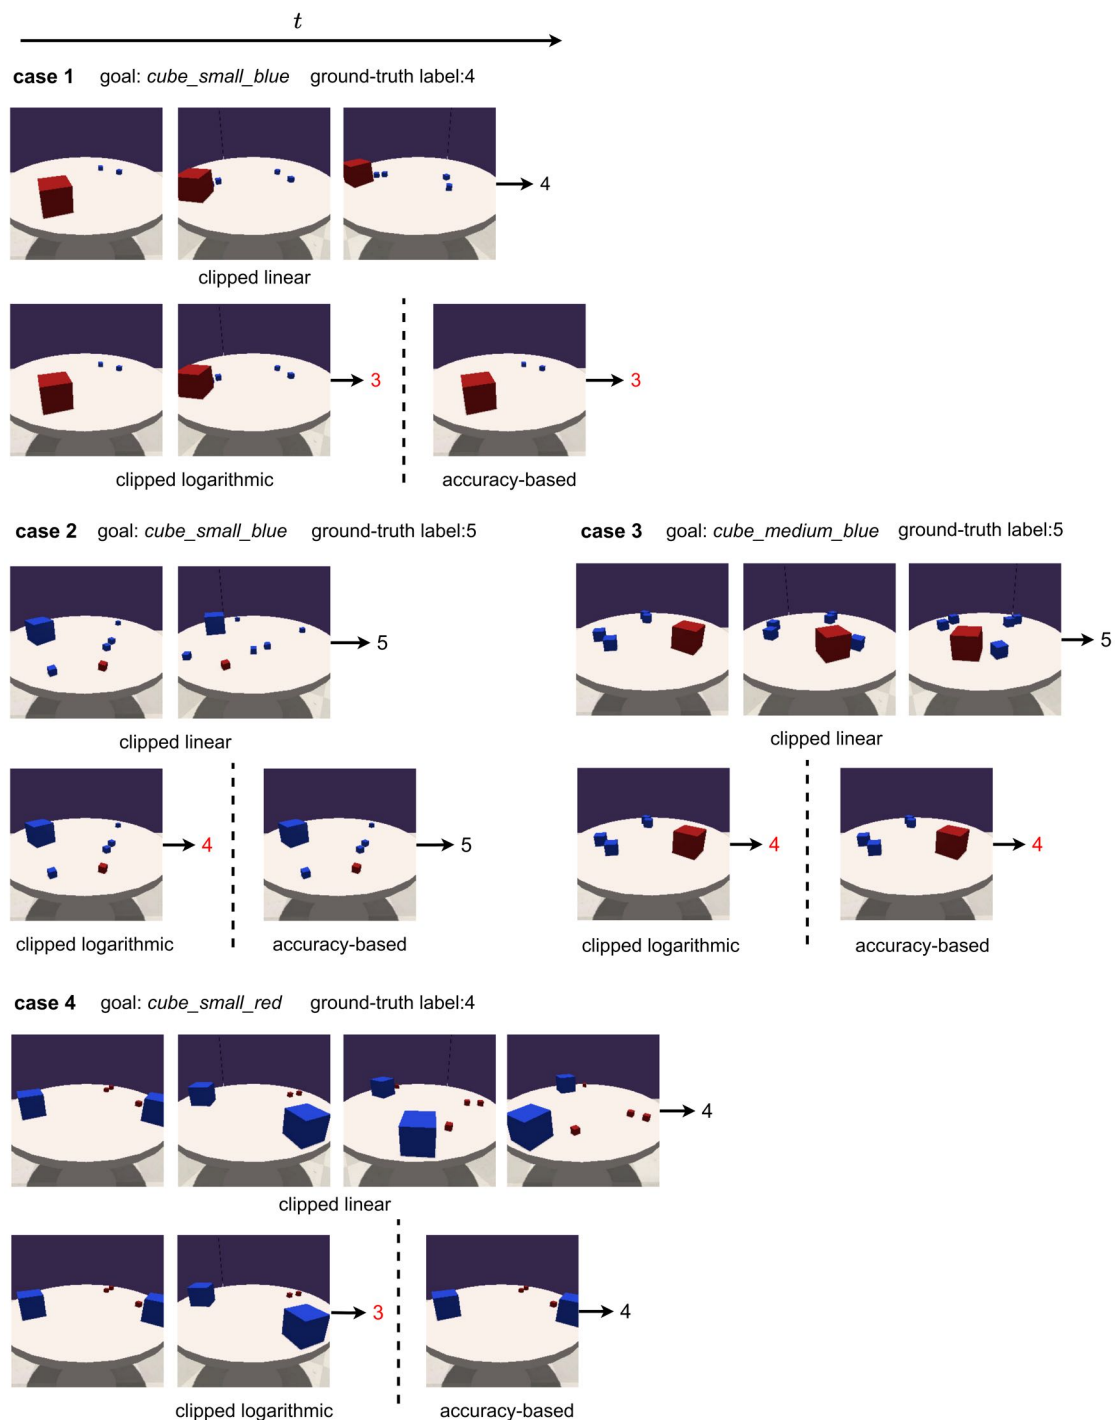 t
case 1 goal: cube_small_blue ground-truth label:4
4
clipped linear
3
3
clipped logarithmic
accuracy-based
case 2 goal: cube_small_blue ground-truth label:5
case 3 goal: cube_medium_blue ground-truth label:5
5
5
clipped linear
clipped linear
4
5
4
4
clipped logarithmic
accuracy-based
clipped logarithmic
accuracy-based
case 4 goal: cube_small_red ground-truth label:4
4
clipped linear
3
4
clipped logarithmic
accuracy-based